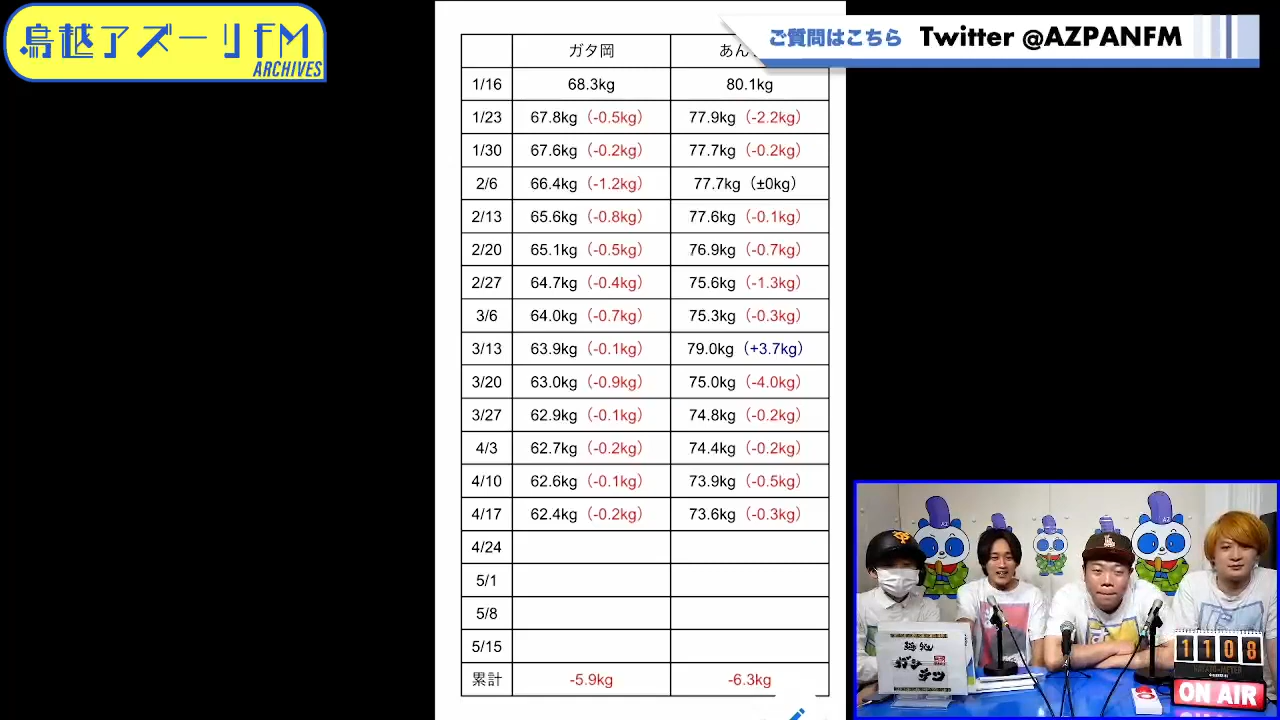 鳥越アズーリFM
ARCHIVES
ご質問はこちら Twitter @AZPANFM
ガタ岡 あん
1/16 68.3kg 80.1kg
1/23 67.8kg（-0.5kg） 77.9kg（-2.2kg）
1/30 67.6kg（-0.2kg） 77.7kg（-0.2kg）
2/6 66.4kg（-1.2kg） 77.7kg（±0kg）
2/13 65.6kg（-0.8kg） 77.6kg（-0.1kg）
2/20 65.1kg（-0.5kg） 76.9kg（-0.7kg）
2/27 64.7kg（-0.4kg） 75.6kg（-1.3kg）
3/6 64.0kg（-0.7kg） 75.3kg（-0.3kg）
3/13 63.9kg（-0.1kg） 79.0kg（+3.7kg）
3/20 63.0kg（-0.9kg） 75.0kg（-4.0kg）
3/27 62.9kg（-0.1kg） 74.8kg（-0.2kg）
4/3 62.7kg（-0.2kg） 74.4kg（-0.2kg）
4/10 62.6kg（-0.1kg） 73.9kg（-0.5kg）
4/17 62.4kg（-0.2kg） 73.6kg（-0.3kg）
4/24
5/1
5/8
5/15
累計 -5.9kg -6.3kg
1108
ON AIR